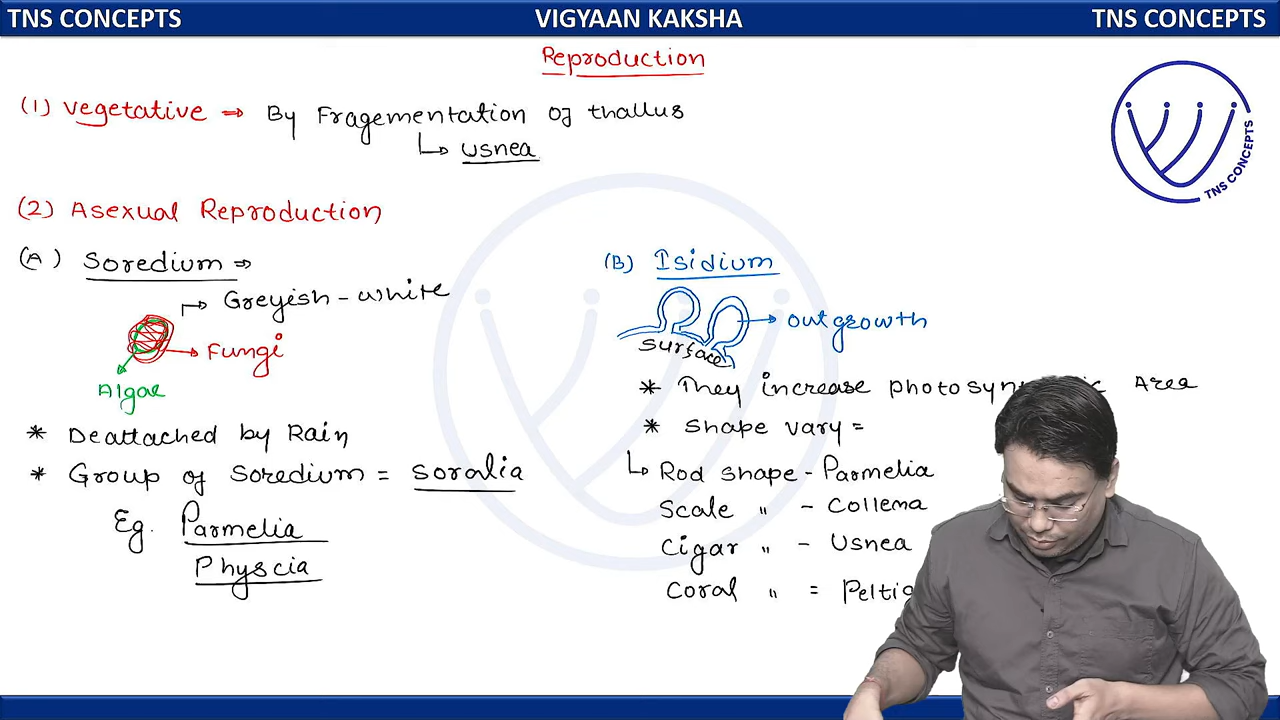 TNS CONCEPTS VIGYAAN KAKSHA TNS CONCEPTS
Reproduction
(1) Vegetative ⇒ By Fragementation of thallus
↳ Usnea
TNS CONCEPTS
(2) Asexual Reproduction
(A) Soredium ⇒
→ Greyish-white
Fungi
Algae
* Deattached by Rain
* Group of Soredium = Soralia
Eg. Parmelia
Physcia
(B) Isidium
outgrowth
Surface
* They increase Area
* Shape vary =
↳ Rod shape - Parmelia
Scale " - Collema
Cigar " - Usnea
Coral " =